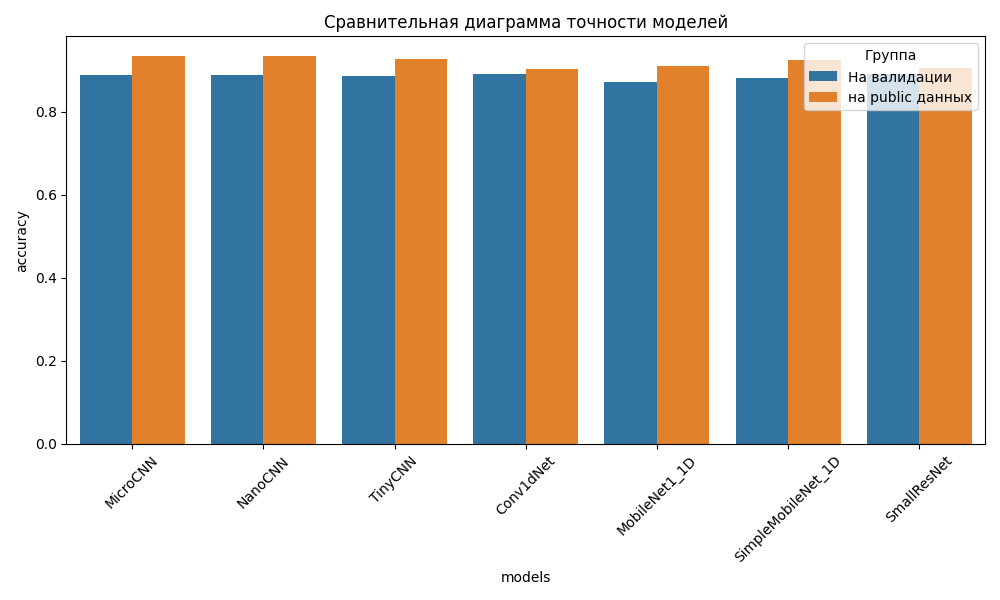 Сравнительная диаграмма точности моделей
Группа
На валидации
на public данных
accuracy
0.8
0.6
0.4
0.2
0.0
MicroCNN
NanoCNN
TinyCNN
Conv1dNet
MobileNet1_1D
SimpleMobileNet_1D
SmallResNet
models